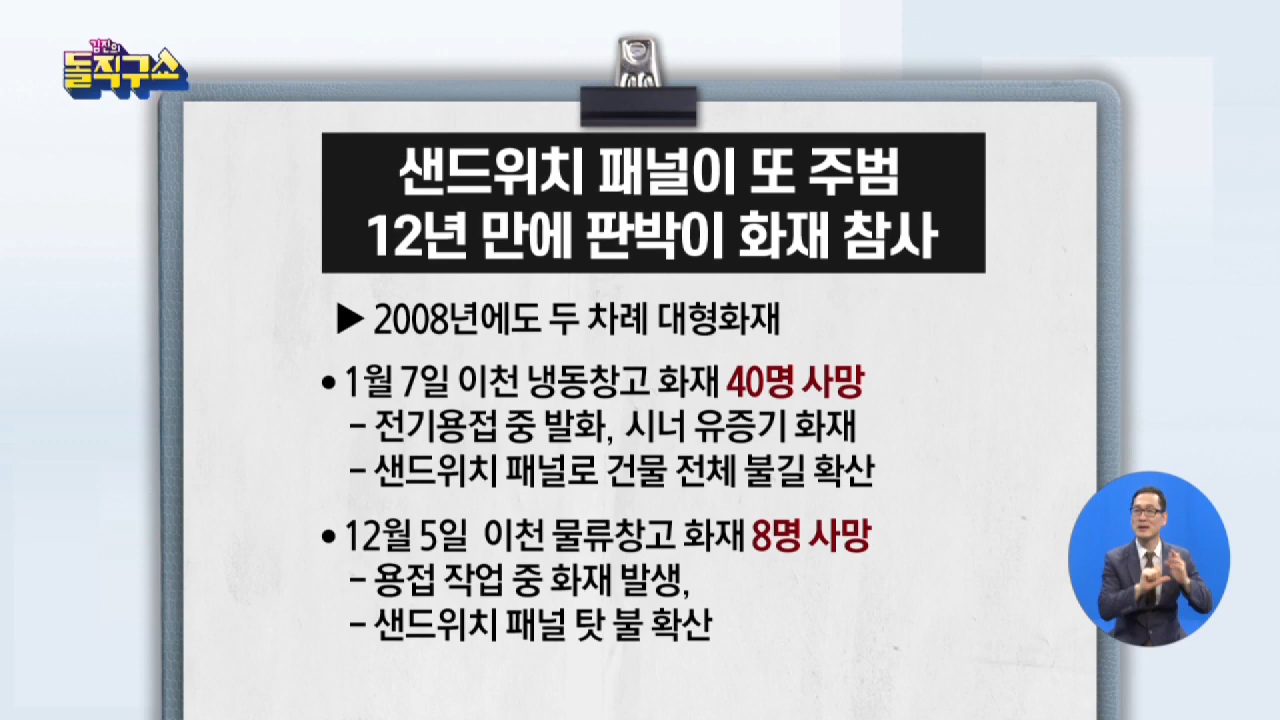 김진의
돌직구쇼
샌드위치 패널이 또 주범
12년 만에 판박이 화재 참사
▶ 2008년에도 두 차례 대형화재
• 1월 7일 이천 냉동창고 화재 40명 사망
- 전기용접 중 발화, 시너 유증기 화재
- 샌드위치 패널로 건물 전체 불길 확산
• 12월 5일 이천 물류창고 화재 8명 사망
- 용접 작업 중 화재 발생,
- 샌드위치 패널 탓 불 확산